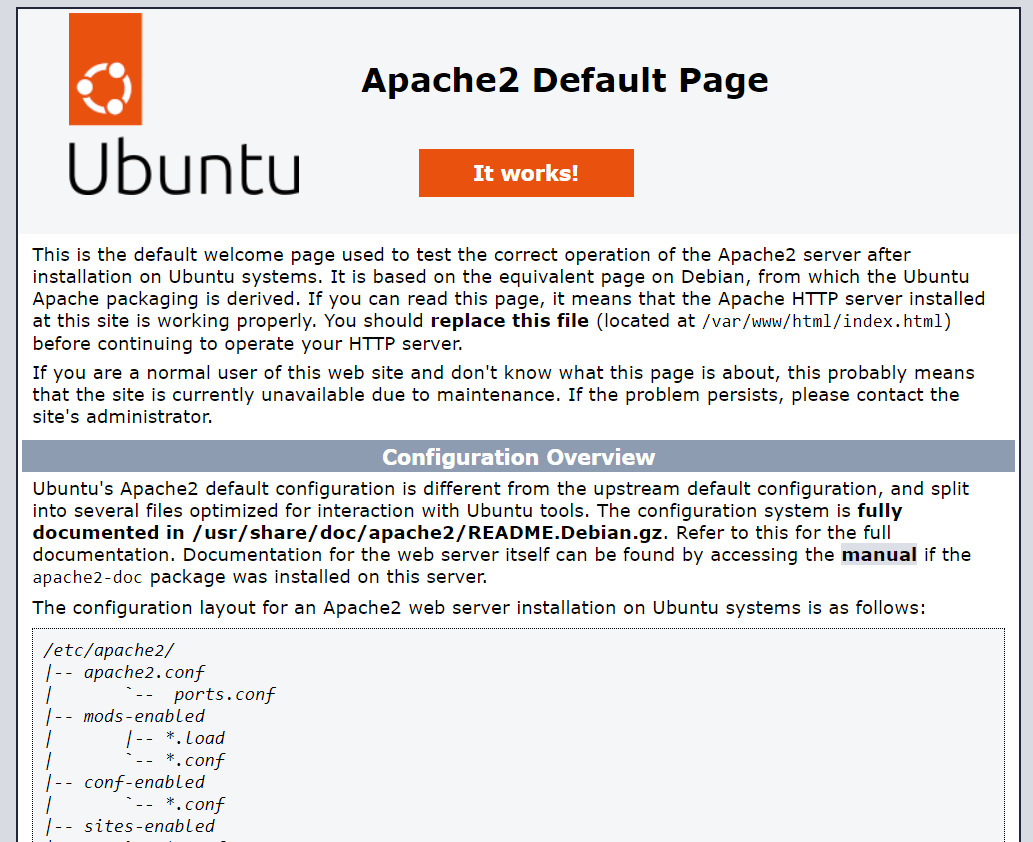 Ubuntu
Apache2 Default Page
It works!
This is the default welcome page used to test the correct operation of the Apache2 server after
installation on Ubuntu systems. It is based on the equivalent page on Debian, from which the Ubuntu
Apache packaging is derived. If you can read this page, it means that the Apache HTTP server installed
at this site is working properly. You should replace this file (located at /var/www/html/index.html)
before continuing to operate your HTTP server.
If you are a normal user of this web site and don't know what this page is about, this probably means
that the site is currently unavailable due to maintenance. If the problem persists, please contact the
site's administrator.
Configuration Overview
Ubuntu's Apache2 default configuration is different from the upstream default configuration, and split
into several files optimized for interaction with Ubuntu tools. The configuration system is fully
documented in /usr/share/doc/apache2/README.Debian.gz. Refer to this for the full
documentation. Documentation for the web server itself can be found by accessing the manual if the
apache2-doc package was installed on this server.
The configuration layout for an Apache2 web server installation on Ubuntu systems is as follows:
/etc/apache2/
|-- apache2.conf
|       `--  ports.conf
|-- mods-enabled
|       |-- *.load
|       `-- *.conf
|-- conf-enabled
|       `-- *.conf
|-- sites-enabled